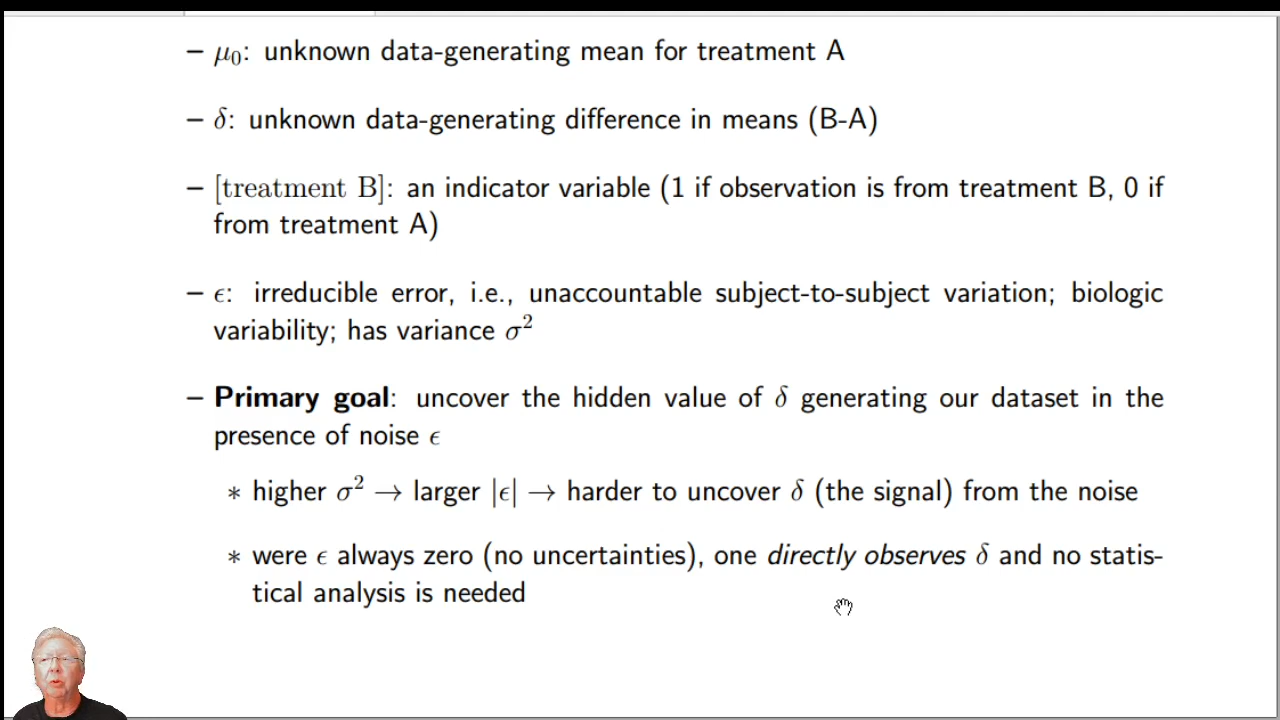 – μ₀: unknown data-generating mean for treatment A
– δ: unknown data-generating difference in means (B-A)
– [treatment B]: an indicator variable (1 if observation is from treatment B, 0 if
from treatment A)
– ϵ: irreducible error, i.e., unaccountable subject-to-subject variation; biologic
variability; has variance σ²
– Primary goal: uncover the hidden value of δ generating our dataset in the
presence of noise ϵ
∗ higher σ² → larger |ϵ| → harder to uncover δ (the signal) from the noise
∗ were ϵ always zero (no uncertainties), one directly observes δ and no statis-
tical analysis is needed